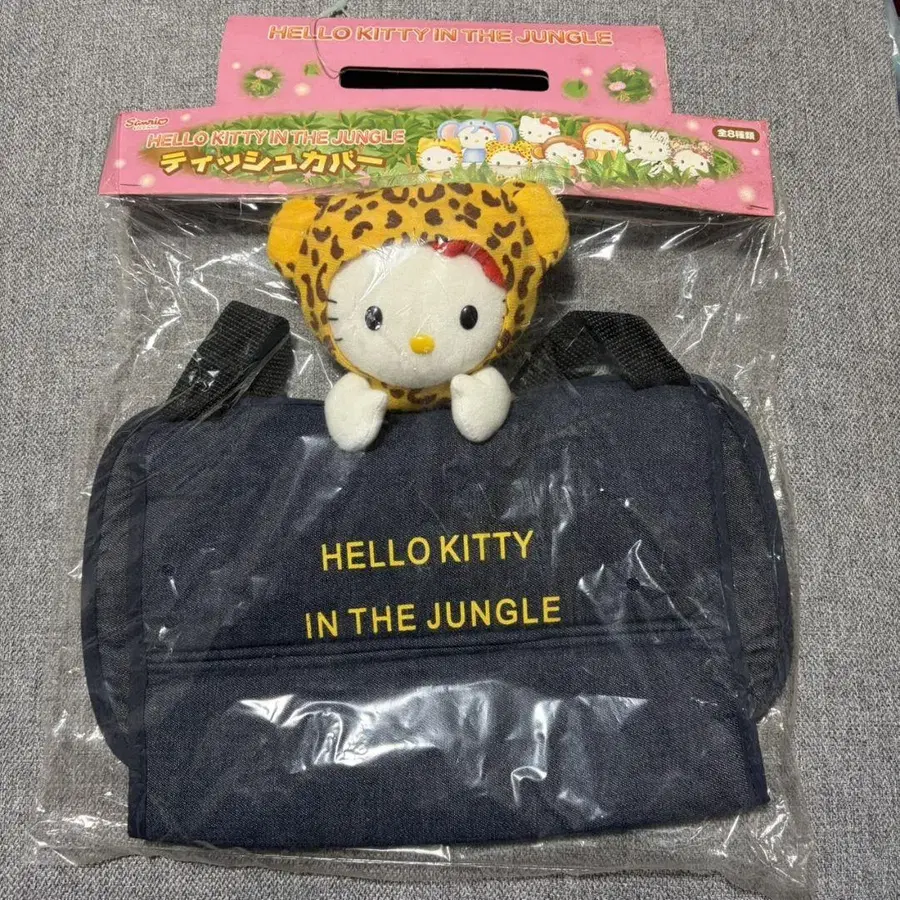 HELLO KITTY IN THE JUNGLE
Sanrio
HELLO KITTY IN THE JUNGLE
ティッシュカバー
全8種類
HELLO KITTY
IN THE JUNGLE